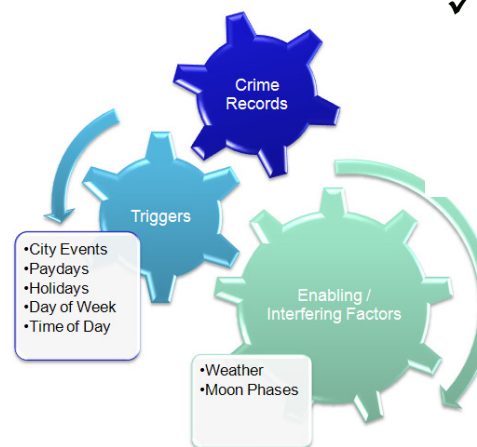 Crime
Records
Triggers
•City Events
•Paydays
•Holidays
•Day of Week
•Time of Day
Enabling /
Interfering Factors
•Weather
•Moon Phases